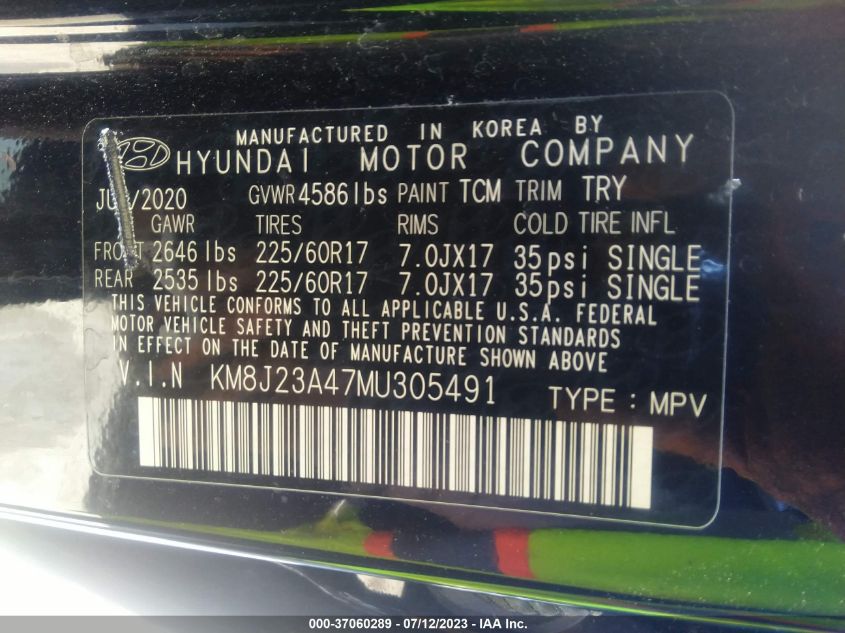 MANUFACTURED IN KOREA BY
HYUNDAI MOTOR COMPANY
/2020 GVWR 4586 lbs PAINT TCM TRIM TRY
GAWR TIRES RIMS COLD TIRE INFL
FRONT 2646 lbs 225/60R17 7.0JX17 35psi SINGLE
REAR 2535 lbs 225/60R17 7.0JX17 35psi SINGLE
THIS VEHICLE CONFORMS TO ALL APPLICABLE U.S.A. FEDERAL
MOTOR VEHICLE SAFETY AND THEFT PREVENTION STANDARDS
IN EFFECT ON THE DATE OF MANUFACTURE SHOWN ABOVE
V.I.N KM8J23A47MU305491 TYPE : MPV
000-37060289 - 07/12/2023 - IAA Inc.